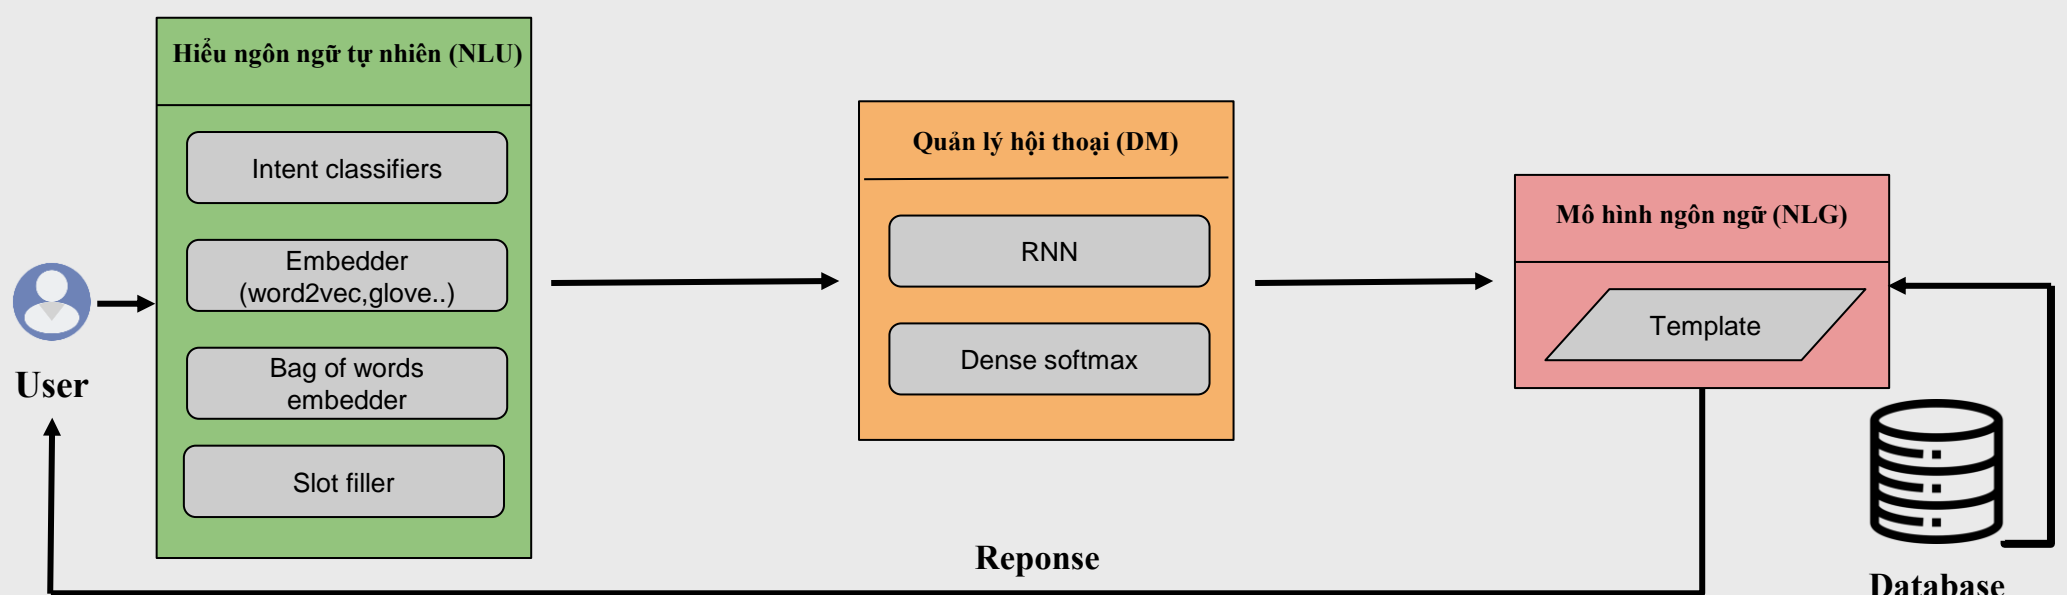 Hiểu ngôn ngữ tự nhiên (NLU)
Intent classifiers
Embedder
(word2vec,glove..)
Bag of words
embedder
Slot filler
User
Quản lý hội thoại (DM)
RNN
Dense softmax
Mô hình ngôn ngữ (NLG)
Template
Reponse
Database